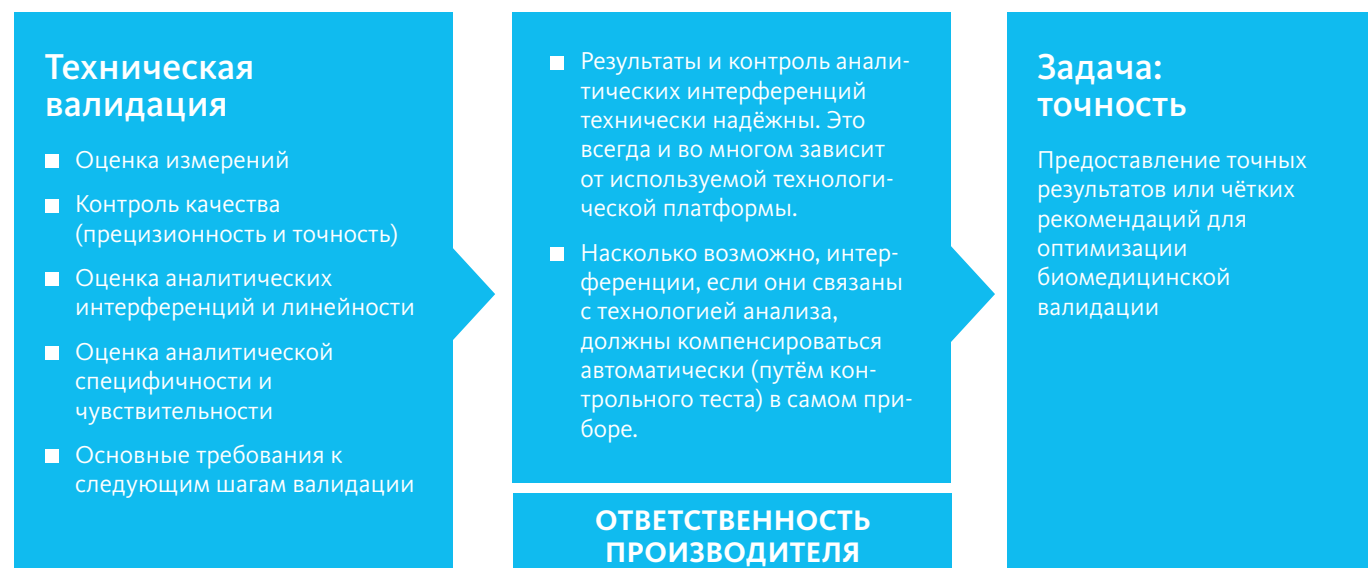 Техническая
валидация
Оценка измерений
Контроль качества
(прецизионность и точность)
Оценка аналитических
интерференций и линейности
Оценка аналитической
специфичности и
чувствительности
Основные требования к
следующим шагам валидации
Результаты и контроль анали-
тических интерференций
технически надёжны. Это
всегда и во многом зависит
от используемой технологи-
ческой платформы.
Насколько возможно, интер-
ференции, если они связаны
с технологией анализа,
должны компенсироваться
автоматически (путём кон-
трольного теста) в самом при-
боре.
ОТВЕТСТВЕННОСТЬ
ПРОИЗВОДИТЕЛЯ
Задача:
точность
Предоставление точных
результатов или чётких
рекомендаций для
оптимизации
биомедицинской
валидации